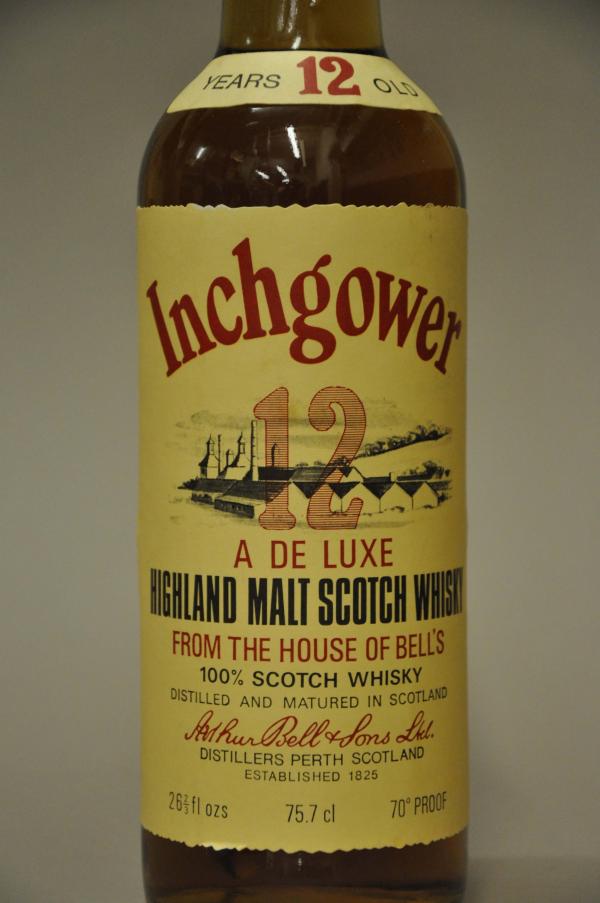 YEARS 12 OLD
Inchgower
12
A DE LUXE
HIGHLAND MALT SCOTCH WHISKY
FROM THE HOUSE OF BELL'S
100% SCOTCH WHISKY
DISTILLED AND MATURED IN SCOTLAND
Arthur Bell & Sons Ltd.
DISTILLERS PERTH SCOTLAND
ESTABLISHED 1825
26⅔ fl ozs 75.7 cl 70° PROOF